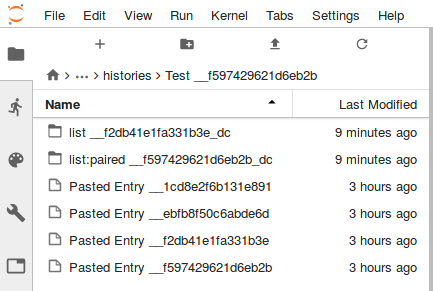 File Edit View Run Kernel Tabs Settings Help
> ... > histories > Test __f597429621d6eb2b
Name Last Modified
list __f2db41e1fa331b3e_dc 9 minutes ago
list:paired __f597429621d6eb2b_dc 9 minutes ago
Pasted Entry __1cd8e2f6b131e891 3 hours ago
Pasted Entry __ebfb8f50c6abde6d 3 hours ago
Pasted Entry __f2db41e1fa331b3e 3 hours ago
Pasted Entry __f597429621d6eb2b 3 hours ago